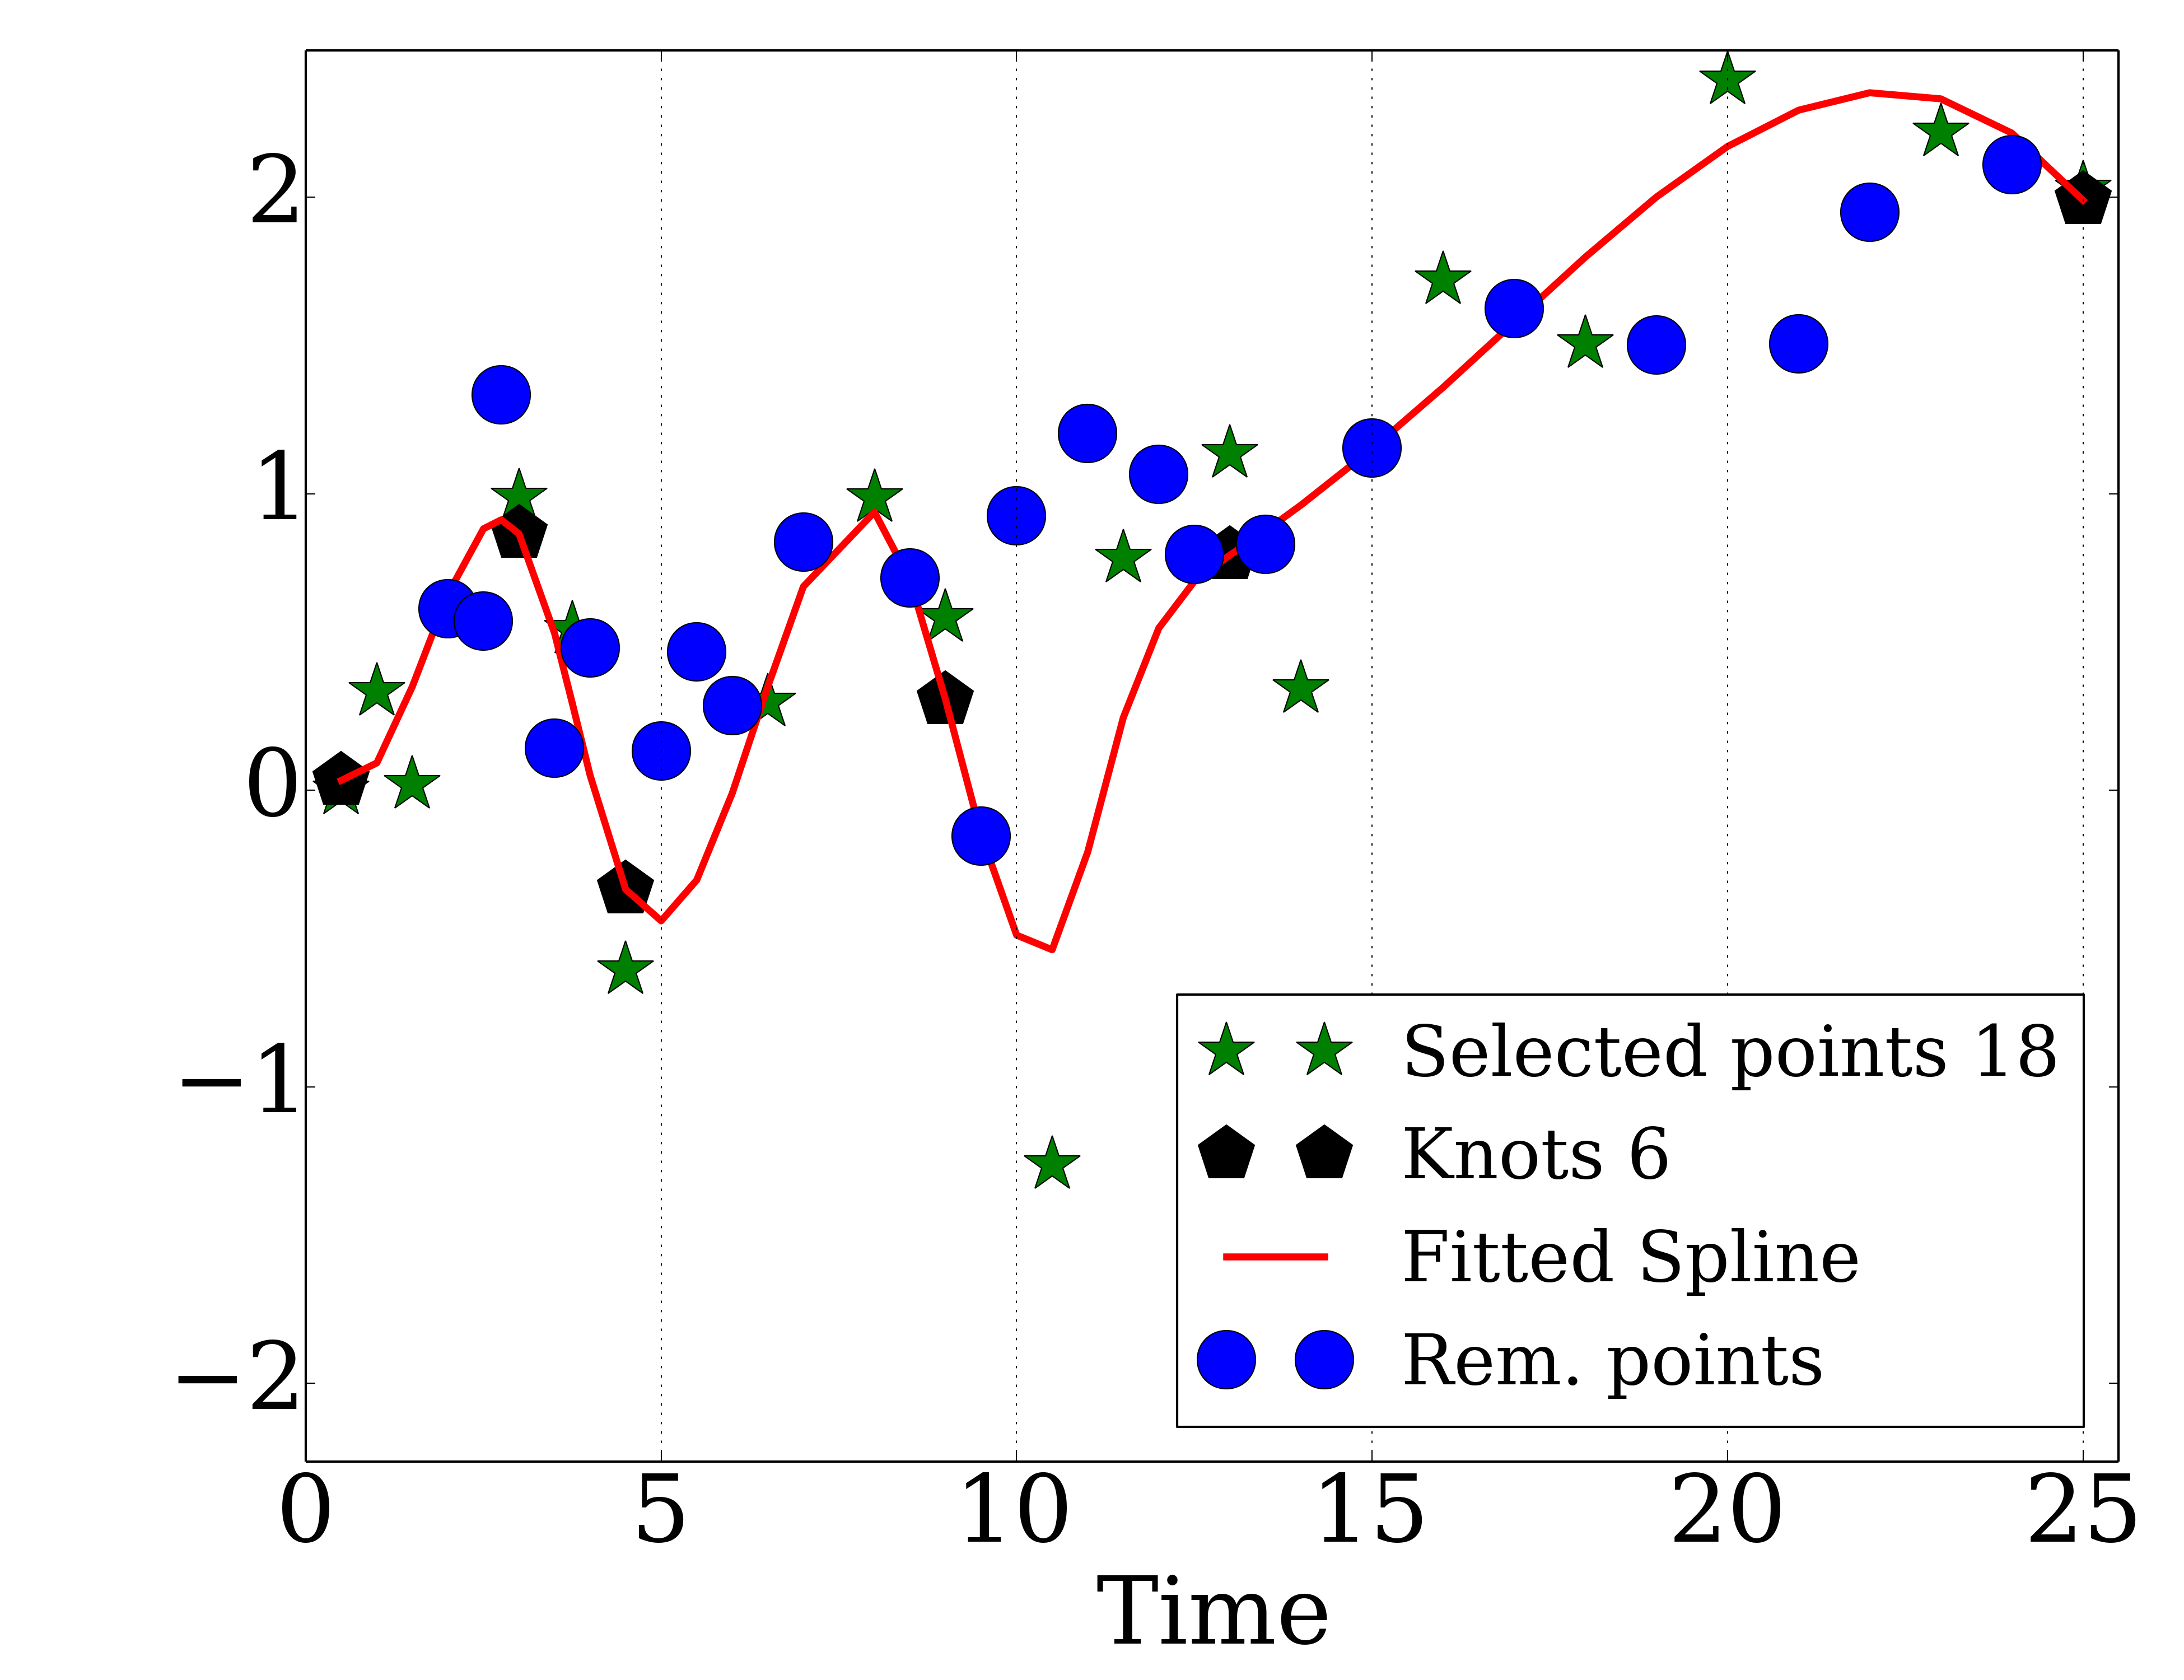 2
1
0
−1
−2
0 5 10 15 20 25
Time
Selected points 18
Knots 6
Fitted Spline
Rem. points